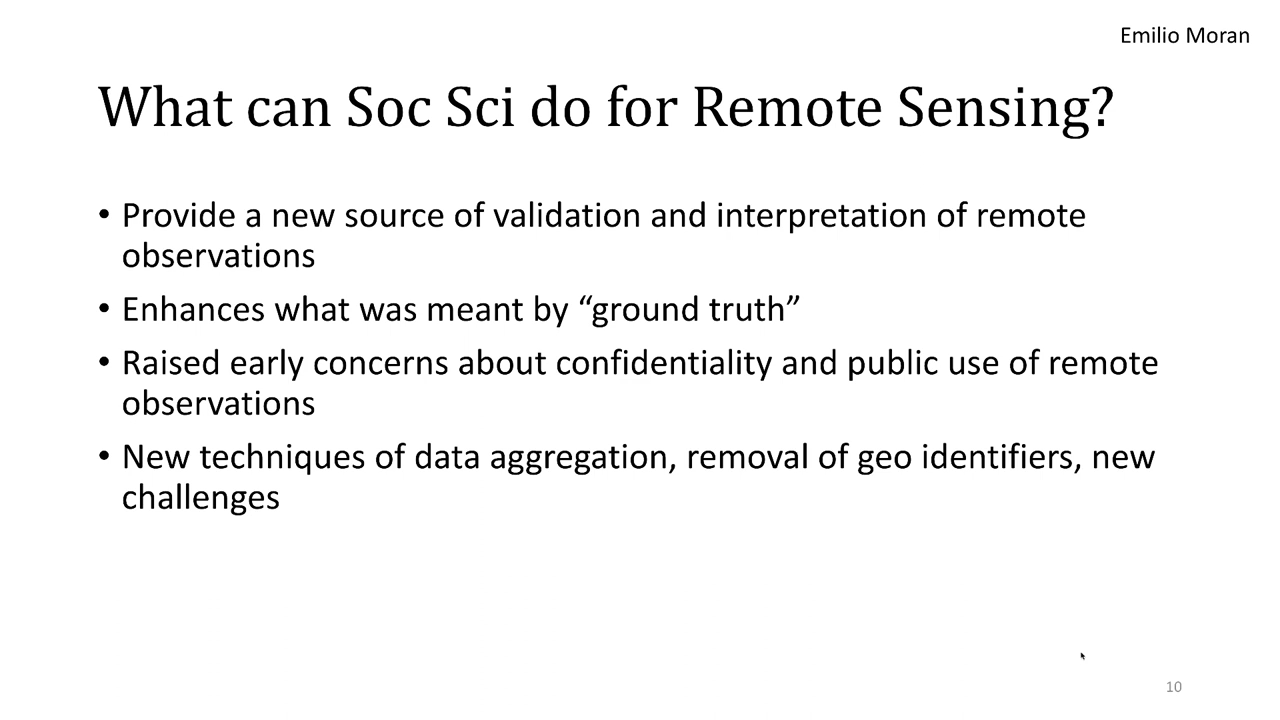 Emilio Moran
What can Soc Sci do for Remote Sensing?
• Provide a new source of validation and interpretation of remote
observations
• Enhances what was meant by “ground truth”
• Raised early concerns about confidentiality and public use of remote
observations
• New techniques of data aggregation, removal of geo identifiers, new
challenges
10